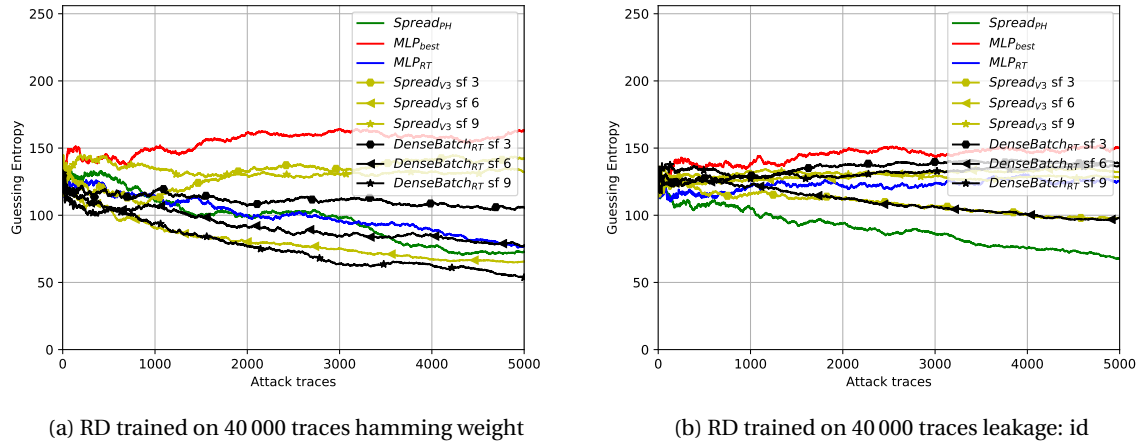 250
200
150
100
50
0
Guessing Entropy
0 1000 2000 3000 4000 5000
Attack traces
Spread_PH
MLP_best
MLP_RT
Spread_V3 sf 3
Spread_V3 sf 6
Spread_V3 sf 9
DenseBatch_RT sf 3
DenseBatch_RT sf 6
DenseBatch_RT sf 9
(a) RD trained on 40 000 traces hamming weight
250
200
150
100
50
0
Guessing Entropy
0 1000 2000 3000 4000 5000
Attack traces
Spread_PH
MLP_best
MLP_RT
Spread_V3 sf 3
Spread_V3 sf 6
Spread_V3 sf 9
DenseBatch_RT sf 3
DenseBatch_RT sf 6
DenseBatch_RT sf 9
(b) RD trained on 40 000 traces leakage: id